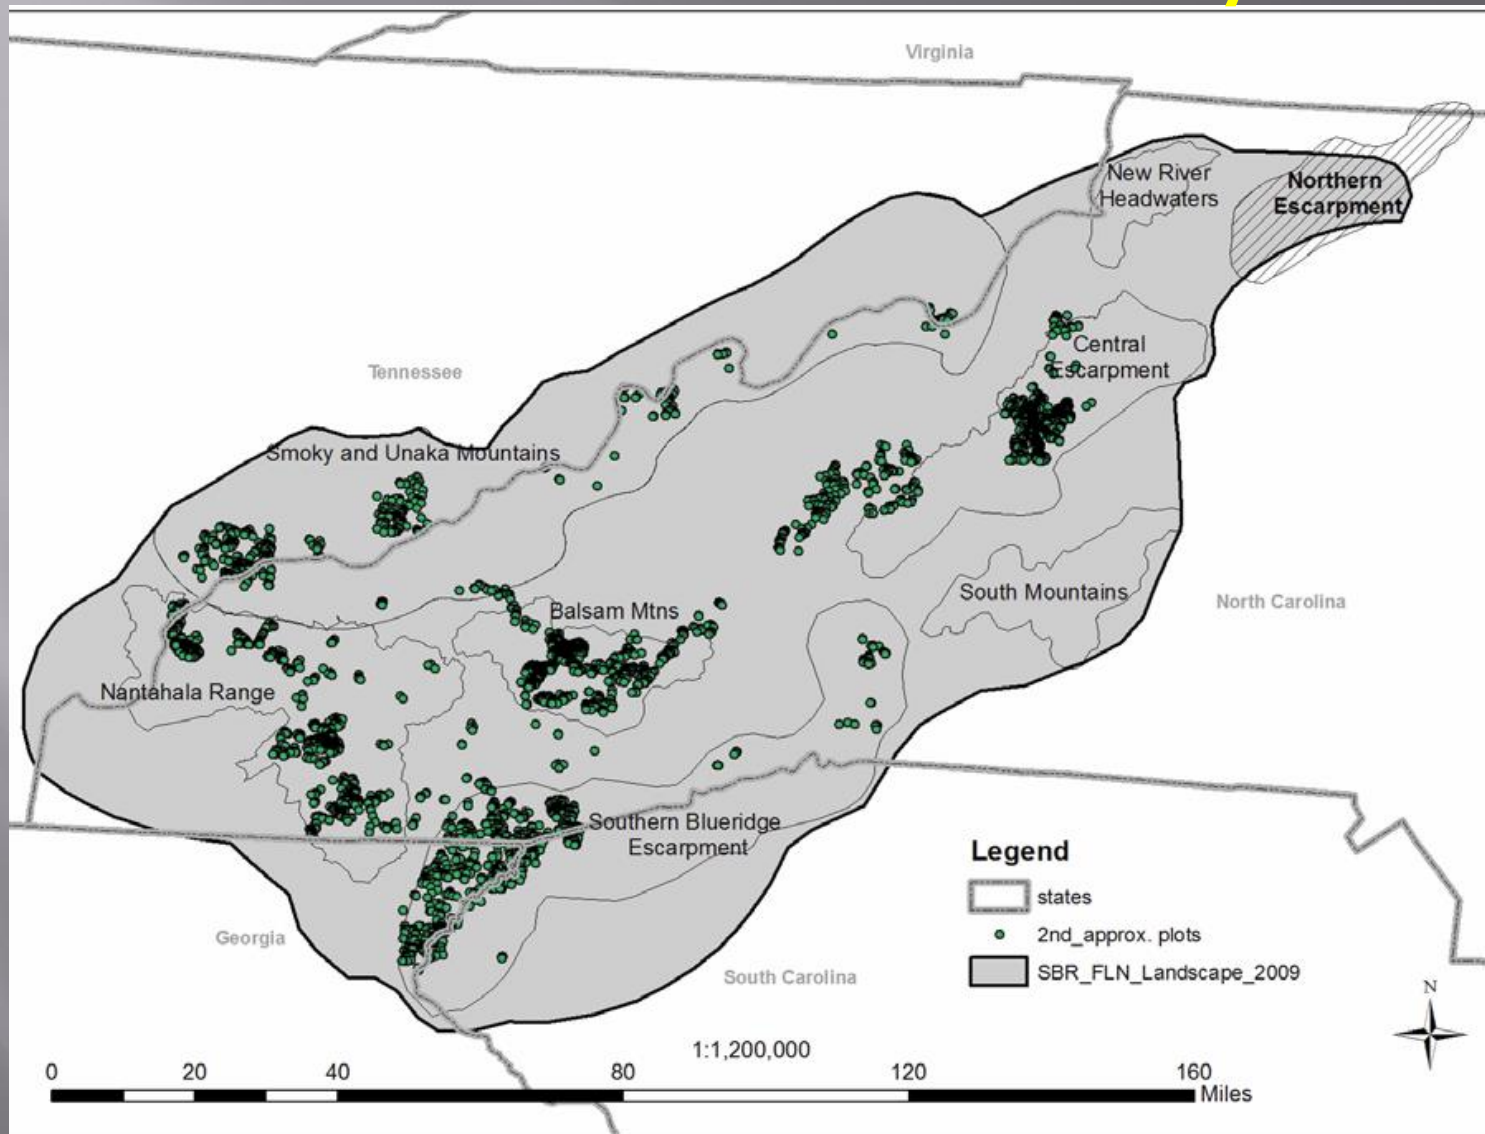 Virginia
New River
Headwaters
Northern
Escarpment
Central
Escarpment
Tennessee
Smoky and Unaka Mountains
South Mountains
North Carolina
Balsam Mtns
Nantahala Range
Southern Blueridge
Escarpment
Georgia
South Carolina
Legend
states
2nd_approx. plots
SBR_FLN_Landscape_2009
N
1:1,200,000
0 20 40 80 120 160
Miles